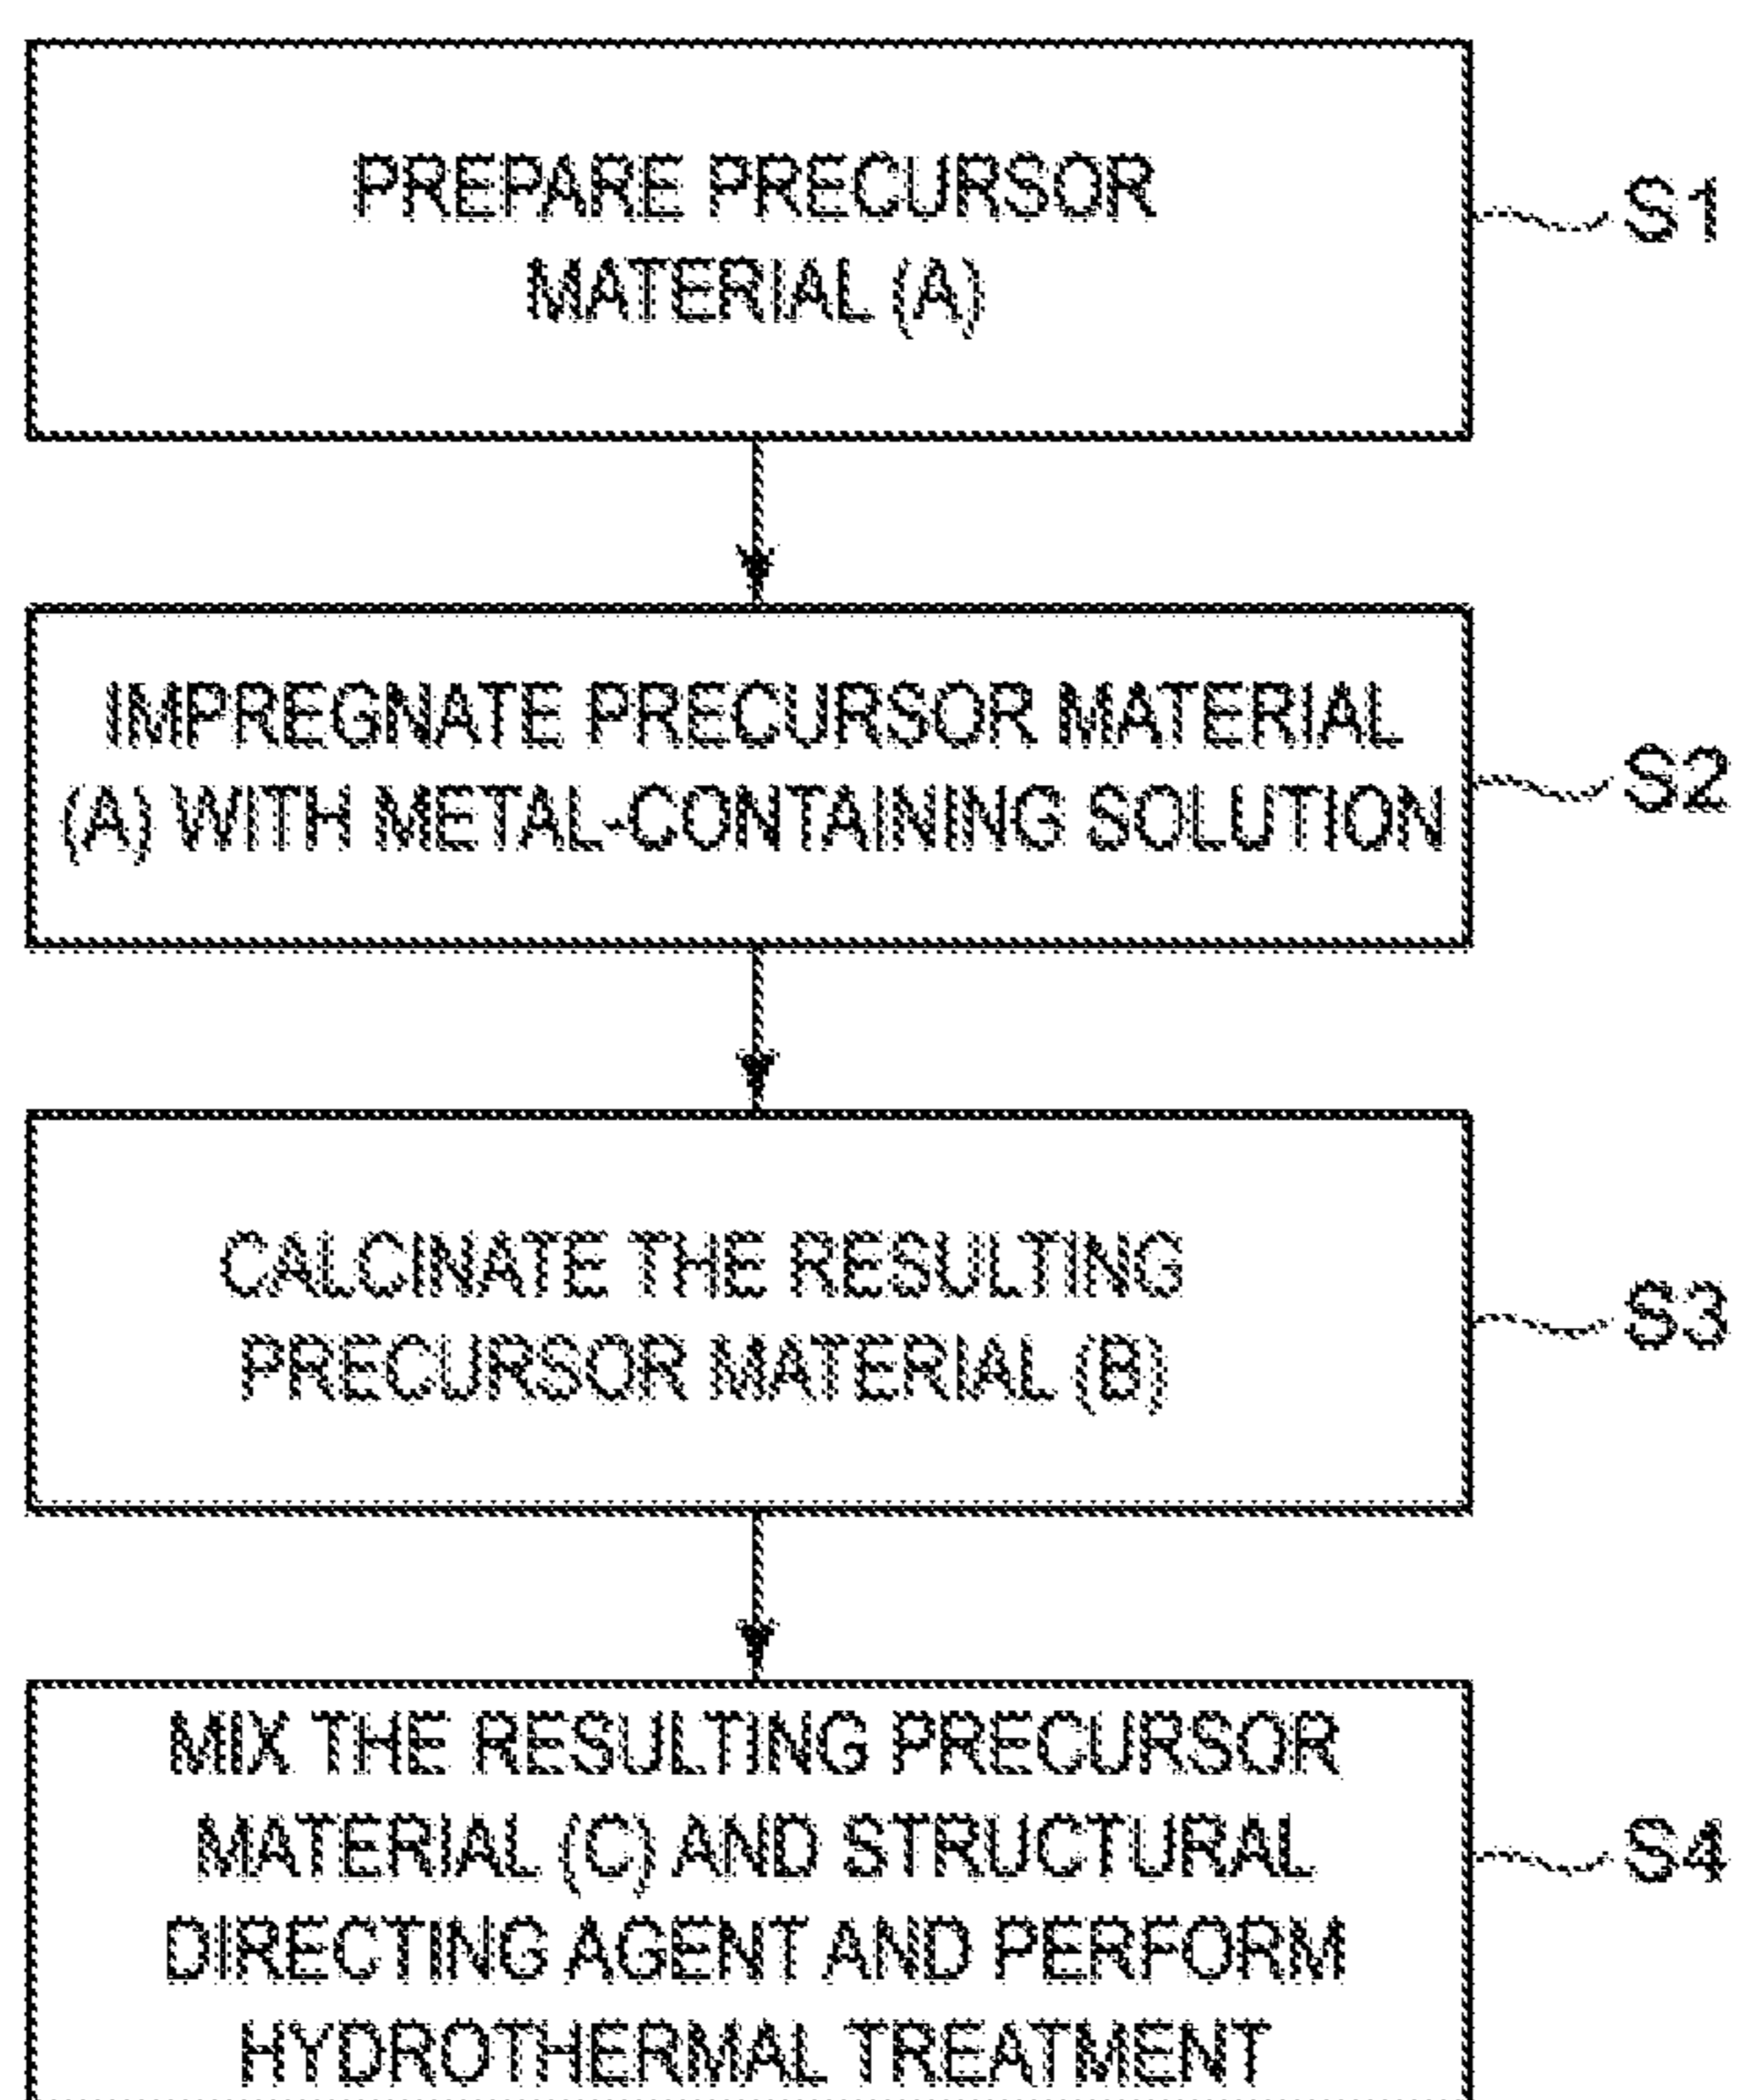 PREPARE PRECURSOR
MATERIAL (A)
S1
IMPREGNATE PRECURSOR MATERIAL
(A) WITH METAL-CONTAINING SOLUTION
S2
CALCINATE THE RESULTING
PRECURSOR MATERIAL (B)
S3
MIX THE RESULTING PRECURSOR
MATERIAL (C) AND STRUCTURAL
DIRECTING AGENT AND PERFORM
HYDROTHERMAL TREATMENT
S4